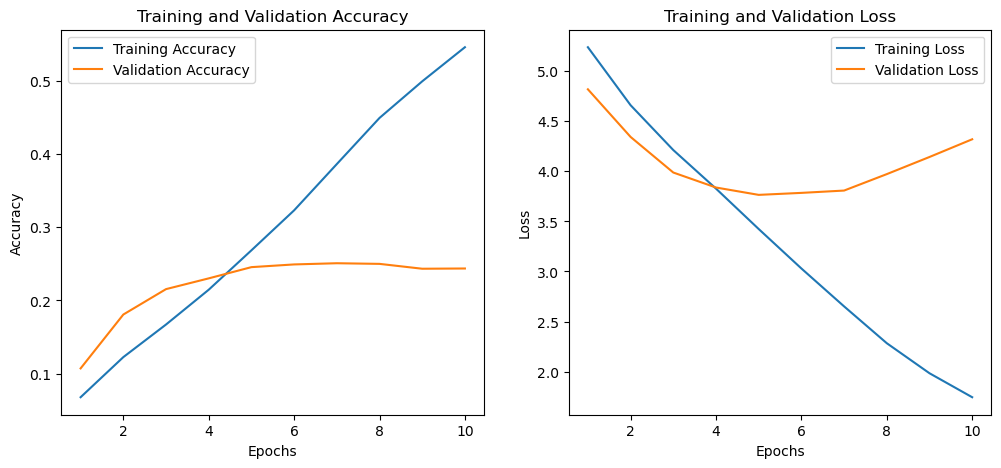 Training and Validation Accuracy
Training Accuracy
Validation Accuracy
0.5
0.4
0.3
0.2
0.1
Accuracy
2 4 6 8 10
Epochs
Training and Validation Loss
Training Loss
Validation Loss
5.0
4.5
4.0
3.5
3.0
2.5
2.0
Loss
2 4 6 8 10
Epochs